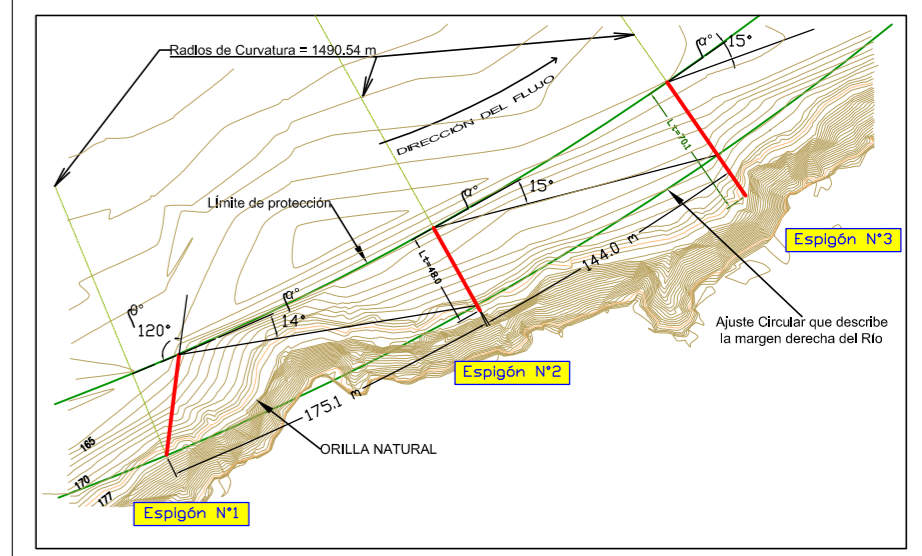 Radios de Curvatura = 1490.54 m
α°
15°
DIRECCIÓN DEL FLUJO
Lt=70.1
α°
15°
Límite de protección
Espigón N°3
144.0 m
Lt=48.0
θ°
120°
α°
14°
Ajuste Circular que describe
la margen derecha del Río
Espigón N°2
175.1 m
165
ORILLA NATURAL
170
177
Espigón N°1